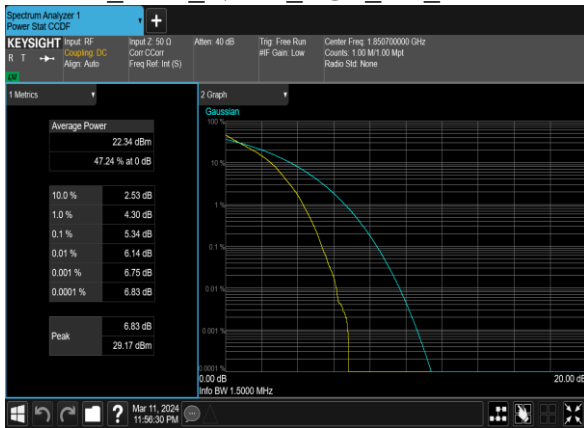 Spectrum Analyzer 1
Power Stat CCDF
KEYSIGHT
R T
LXI
Input: RF
Coupling: DC
Align: Auto
Input Z: 50 Ω
Corr CCorr
Freq Ref: Int (S)
Atten: 40 dB
Trig: Free Run
#IF Gain: Low
Center Freq: 1.850700000 GHz
Counts: 1.00 M/1.00 Mpt
Radio Std: None
1 Metrics
Average Power
22.34 dBm
47.24 % at 0 dB
10.0 % 2.53 dB
1.0 % 4.30 dB
0.1 % 5.34 dB
0.01 % 6.14 dB
0.001 % 6.75 dB
0.0001 % 6.83 dB
Peak
6.83 dB
29.17 dBm
2 Graph
Gaussian
100 %
10 %
1 %
0.1 %
0.01 %
0.001 %
0.0001 %
0.00 dB
20.00 dB
Info BW 1.5000 MHz
?
Mar 11, 2024
11:56:30 PM